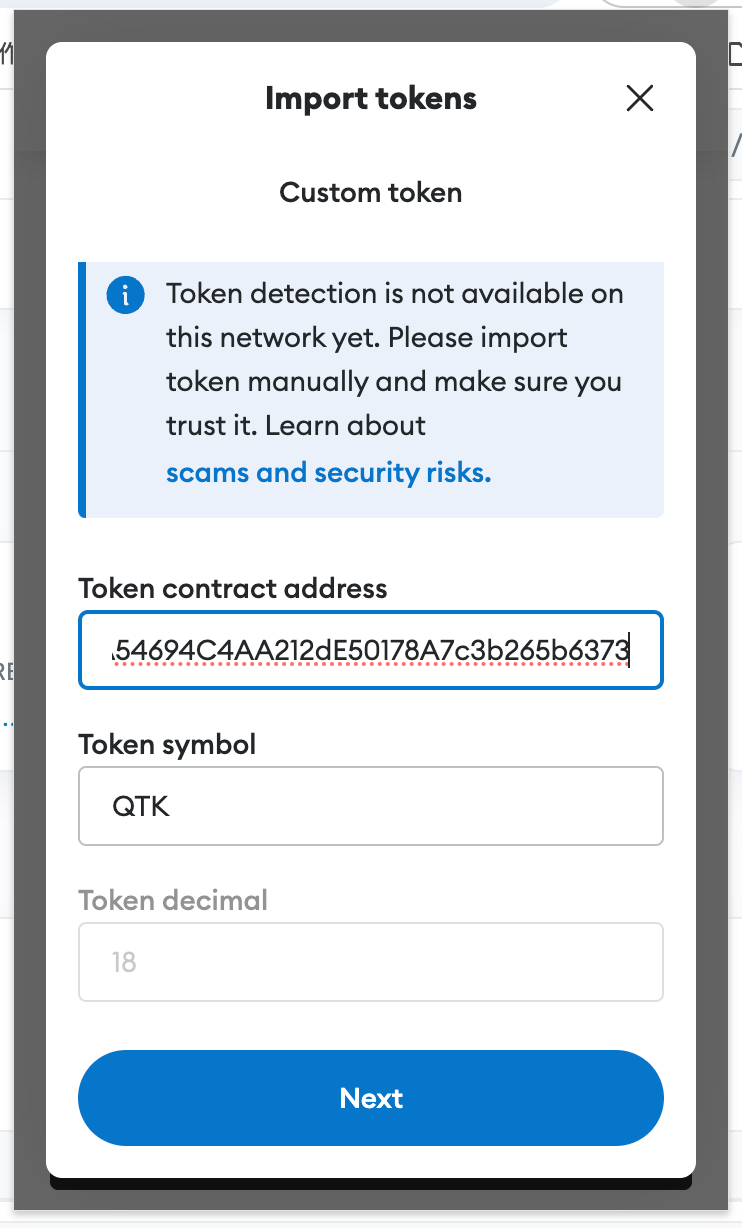 Import tokens
Custom token
Token detection is not available on
this network yet. Please import
token manually and make sure you
trust it. Learn about
scams and security risks.
Token contract address
54694C4AA212dE50178A7c3b265b6373
Token symbol
QTK
Token decimal
18
Next